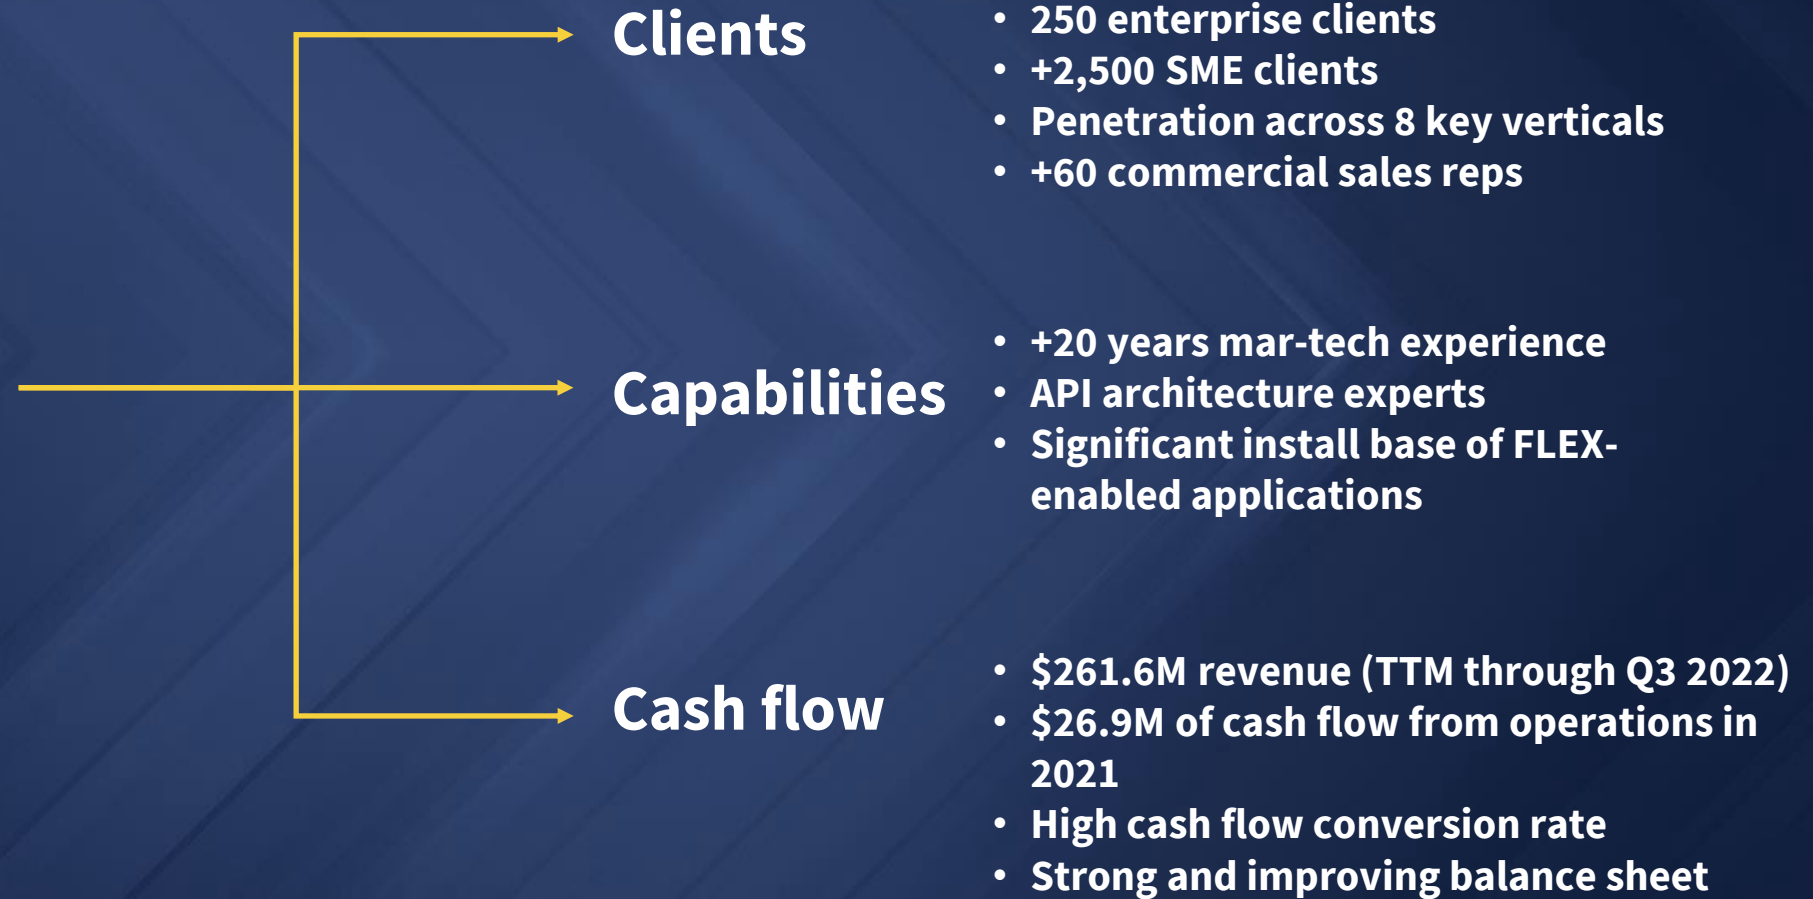 Clients
• 250 enterprise clients
• +2,500 SME clients
• Penetration across 8 key verticals
• +60 commercial sales reps
Capabilities
• +20 years mar-tech experience
• API architecture experts
• Significant install base of FLEX-
enabled applications
Cash flow
• $261.6M revenue (TTM through Q3 2022)
• $26.9M of cash flow from operations in
2021
• High cash flow conversion rate
• Strong and improving balance sheet